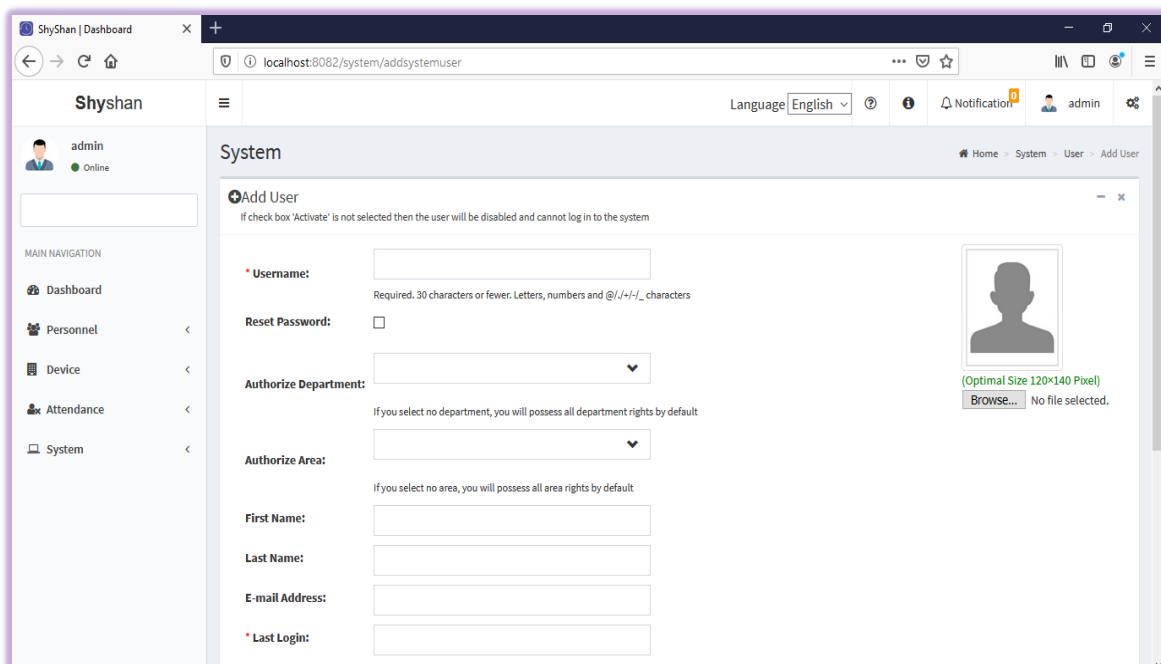 ShyShan | Dashboard
localhost:8082/system/addsystemuser
Shyshan
Language English
0
Notification
admin
admin
Online
System
Home > System > User > Add User
Add User
If check box 'Activate' is not selected then the user will be disabled and cannot log in to the system
MAIN NAVIGATION
Dashboard
Personnel
Device
Attendance
System
* Username:
Required. 30 characters or fewer. Letters, numbers and @/./+/-/_ characters
Reset Password:
Authorize Department:
If you select no department, you will possess all department rights by default
Authorize Area:
If you select no area, you will possess all area rights by default
First Name:
Last Name:
E-mail Address:
* Last Login:
(Optimal Size 120×140 Pixel)
Browse... No file selected.